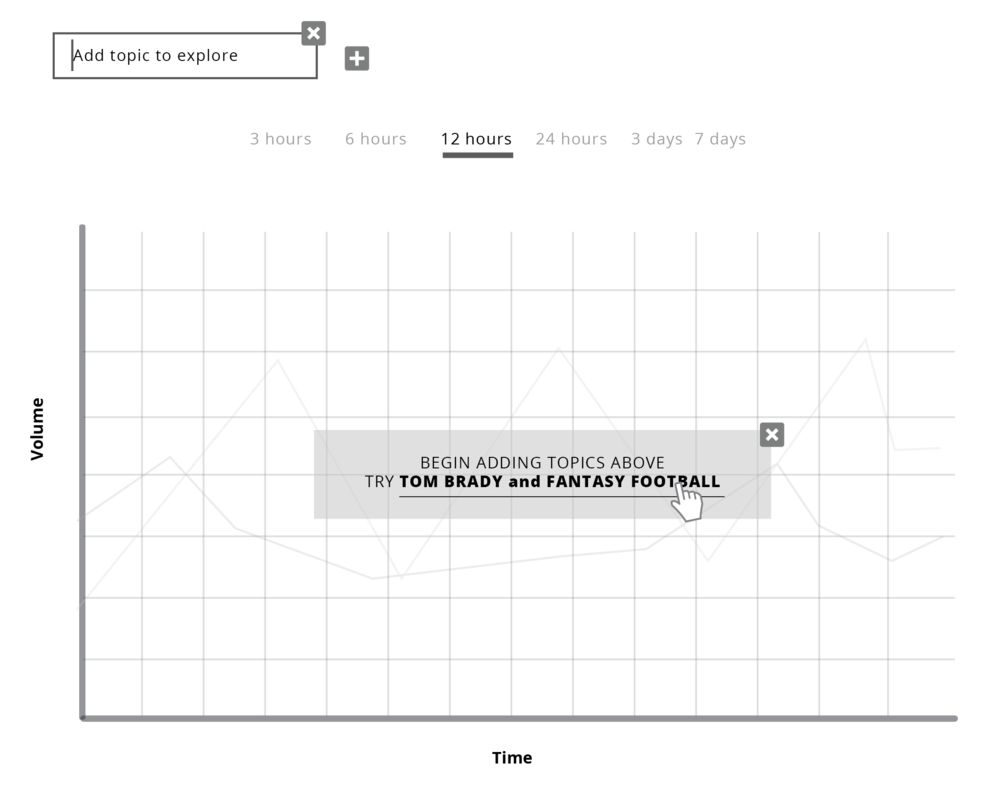 Add topic to explore
3 hours 6 hours 12 hours 24 hours 3 days 7 days
Volume
BEGIN ADDING TOPICS ABOVE
TRY TOM BRADY and FANTASY FOOTBALL
Time